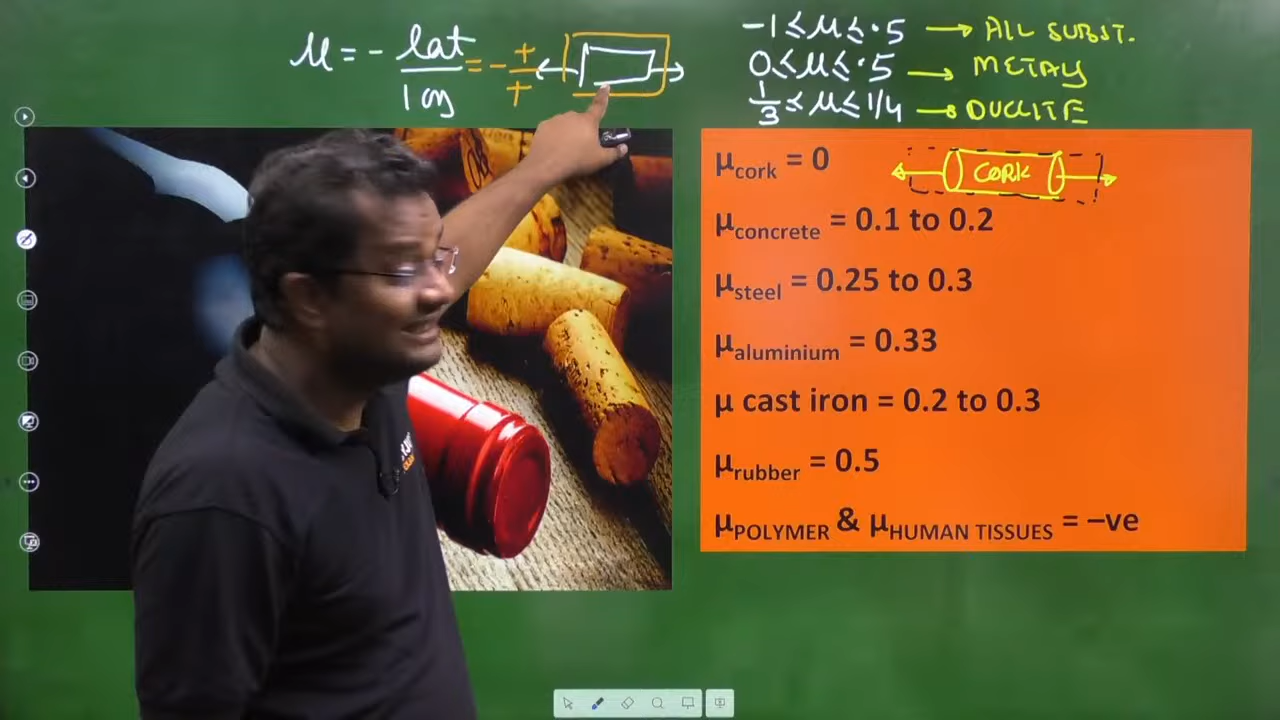 μ = - lat/lon = - +/+
-1 ≤ μ ≤ .5 → ALL SUBST.
0 ≤ μ ≤ .5 → METALS
1/3 ≤ μ ≤ 1/4 → DUCLITE
μcork = 0
CORK
μconcrete = 0.1 to 0.2
μsteel = 0.25 to 0.3
μaluminium = 0.33
μ cast iron = 0.2 to 0.3
μrubber = 0.5
μPOLYMER & μHUMAN TISSUES = –ve